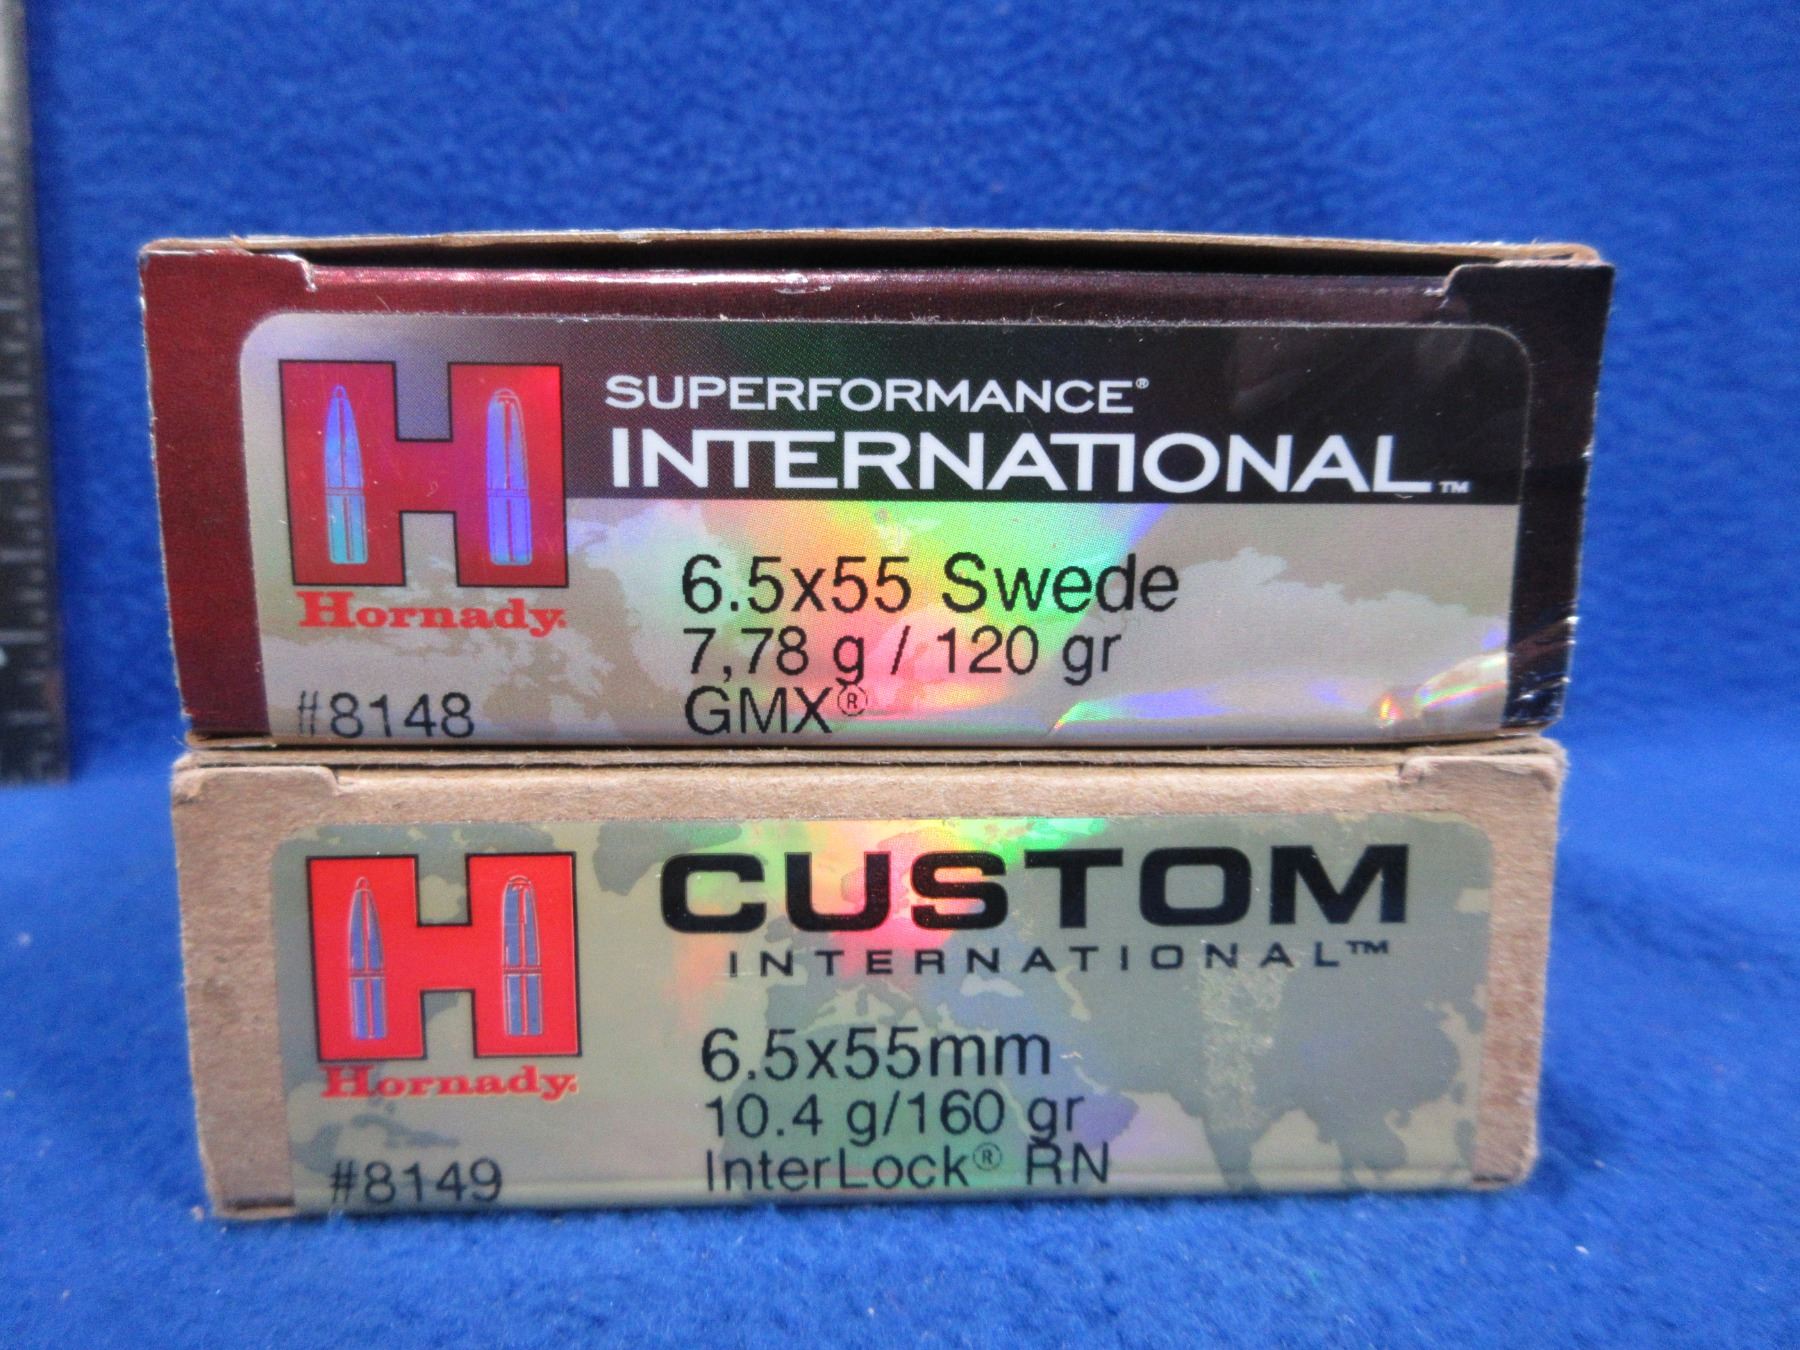 SUPERFORMANCE®
INTERNATIONAL™
Hornady.
6.5x55 Swede
7,78 g / 120 gr
GMX®
#8148
CUSTOM
INTERNATIONAL™
Hornady.
6.5x55mm
10.4 g/160 gr
InterLock® RN
#8149